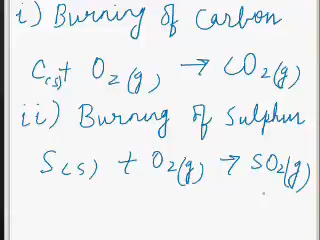 i) Burning of Carbon
C(s) + O2(g) → CO2(g)
ii) Burning of Sulphur
S(s) + O2(g) → SO2(g)